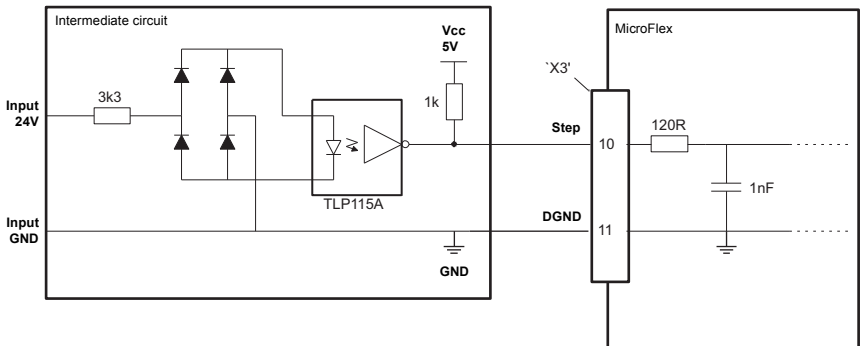 Intermediate circuit
Vcc
5V
MicroFlex
`X3'
Input
24V
3k3
1k
Step
10
120R
1nF
TLP115A
Input
GND
DGND
11
GND